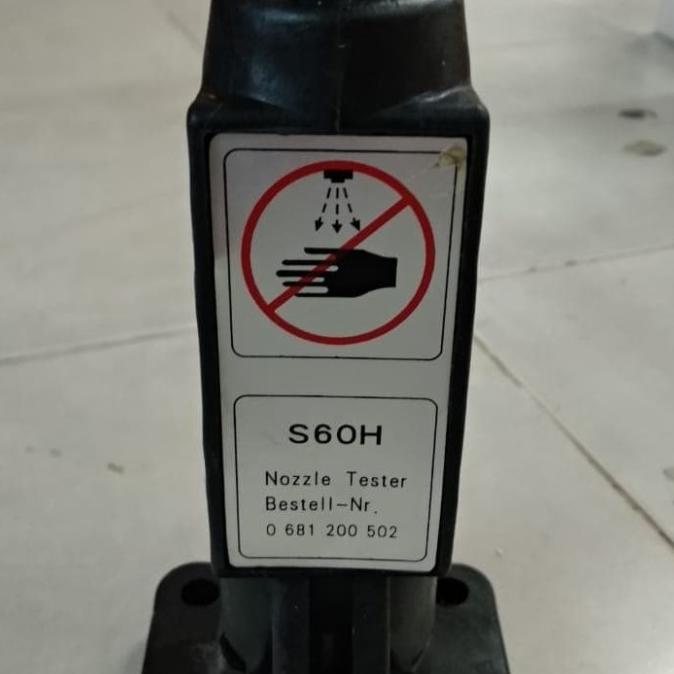 S60H
Nozzle Tester
Bestell-Nr.
0 681 200 502